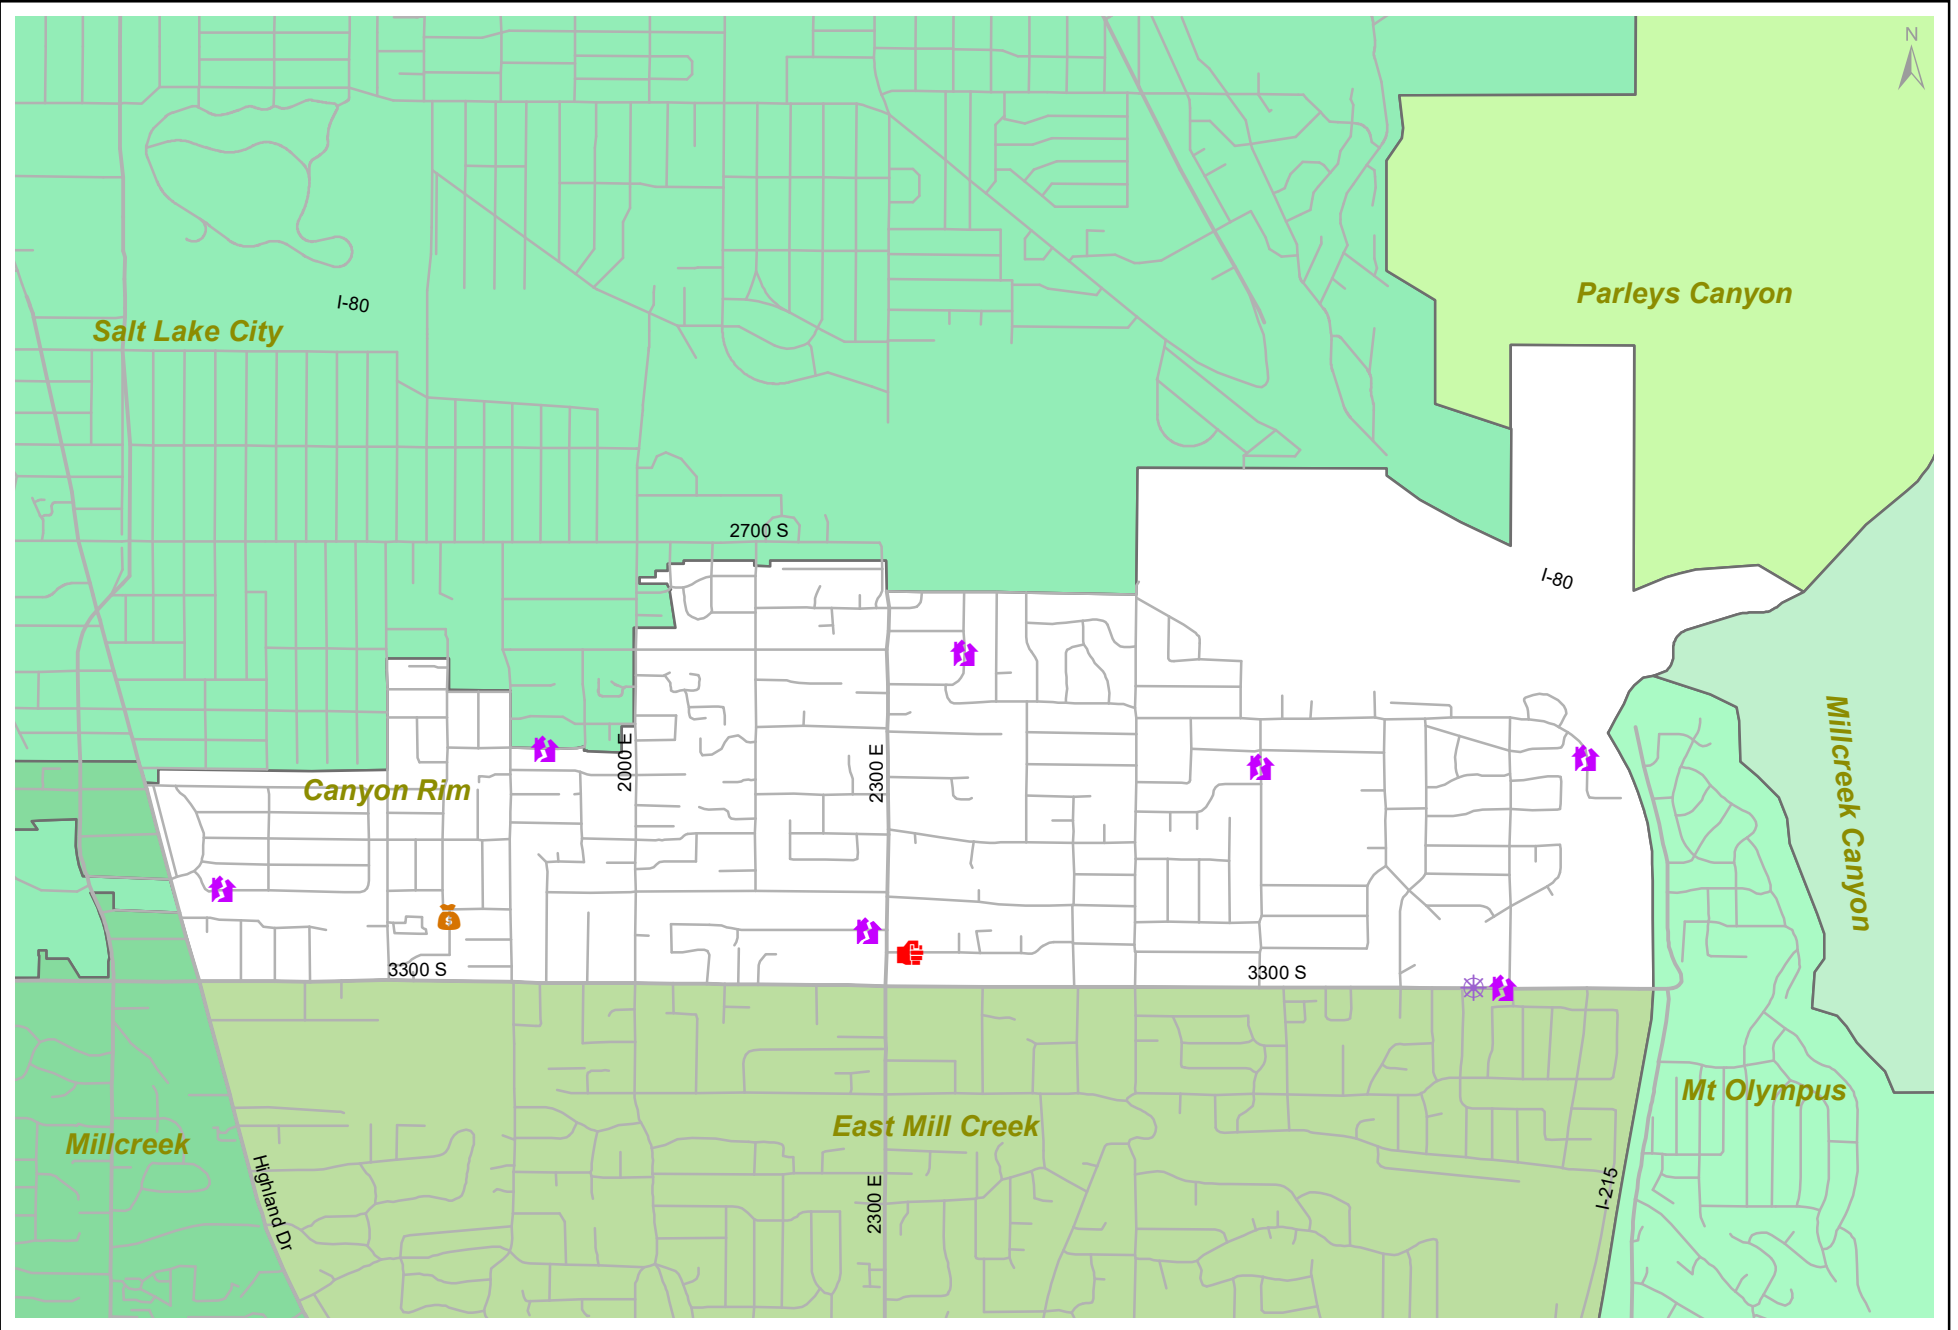 N
Parleys Canyon
I-80
Salt Lake City
2700 S
I-80
Millcreek Canyon
2000 E
2300 E
Canyon Rim
$
3300 S
3300 S
Mt Olympus
East Mill Creek
Millcreek
Highland Dr
2300 E
I-215